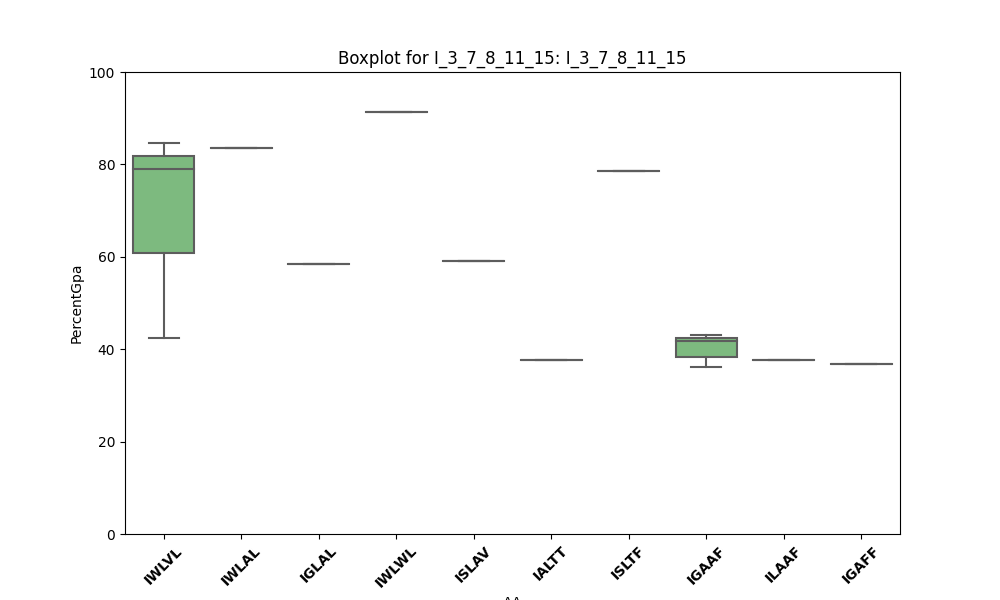 Boxplot for I_3_7_8_11_15: I_3_7_8_11_15
PercentGpa
100
80
60
40
20
0
IWLVL
IWLAL
IGLAL
IWLWL
ISLAV
IALTT
ISLTF
IGAAF
ILAAF
IGAFF